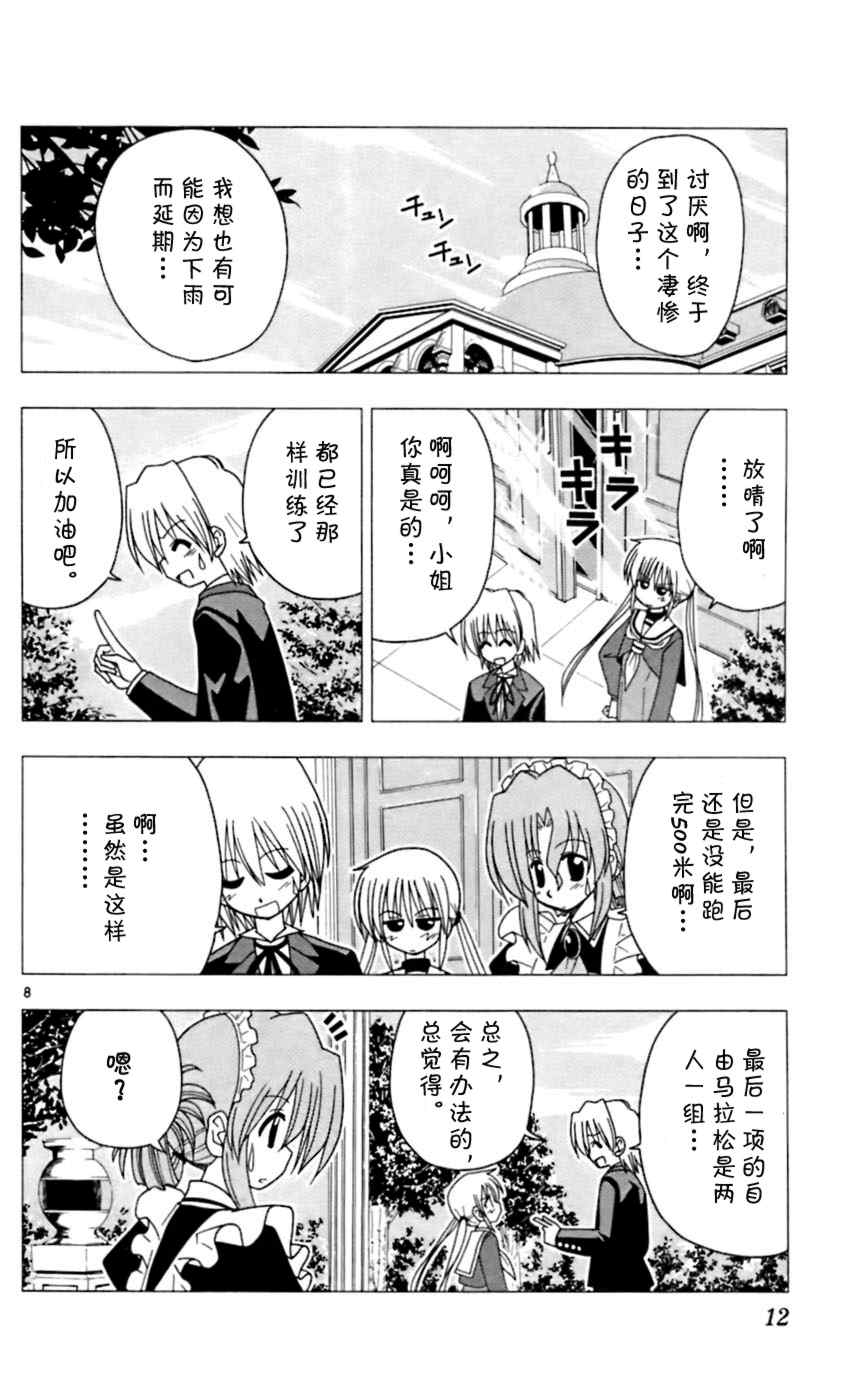 讨厌啊，终于
到了这个凄惨
的日子…
チュン
チュン
我想也有可
能因为下雨
而延期…
放晴了啊
……
キラ
キラ
啊呵呵，小姐
你真是的…
都已经那
样训练了
所以加油吧。
但是，最后
还是没能跑
完500米啊…
啊…
虽然是这样
………
8
最后一项的自
由马拉松是两
人一组…
总之，
会有办法的，
总觉得。
嗯？
12